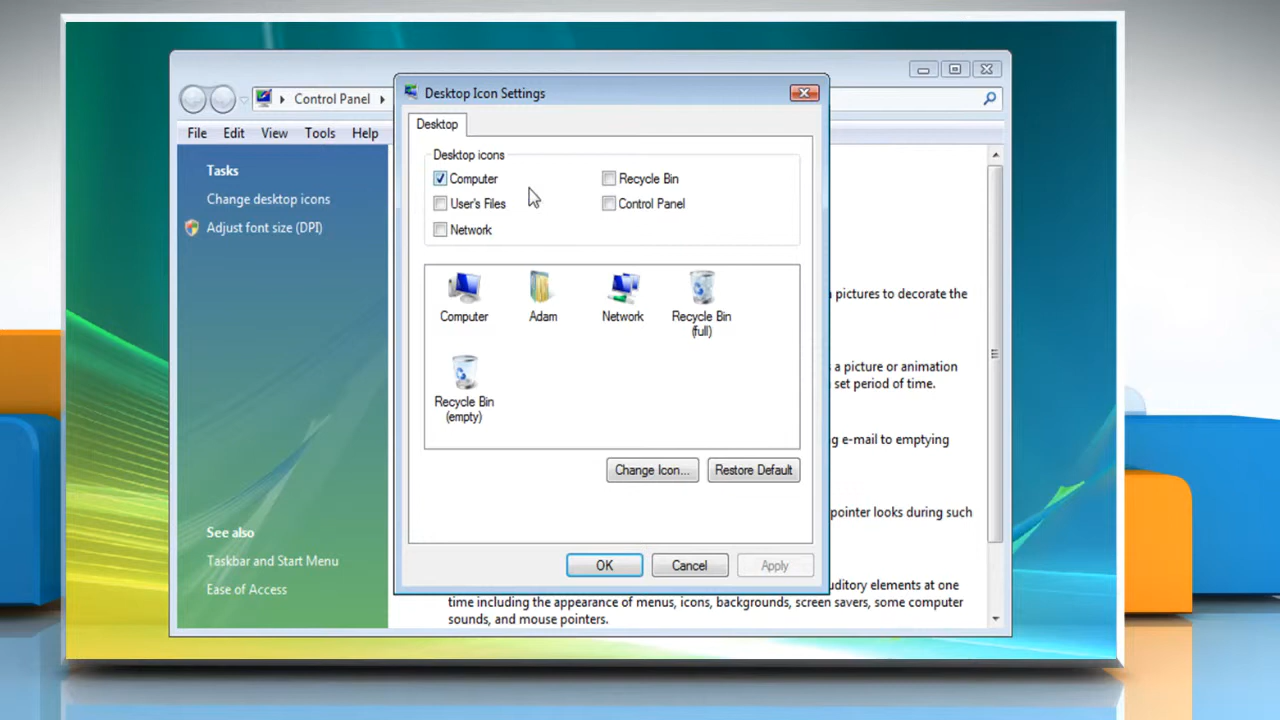 Desktop Icon Settings
Control Panel
File Edit View Tools Help
Tasks
Change desktop icons
Adjust font size (DPI)
See also
Taskbar and Start Menu
Ease of Access
Desktop
Desktop icons
Computer
Recycle Bin
User's Files
Control Panel
Network
Computer
Adam
Network
Recycle Bin
(full)
Recycle Bin
(empty)
Change Icon...
Restore Default
OK
Cancel
Apply
pictures to decorate the
a picture or animation
set period of time.
e-mail to emptying
pointer looks during such
uditory elements at one
time including the appearance of menus, icons, backgrounds, screen savers, some computer
sounds, and mouse pointers.